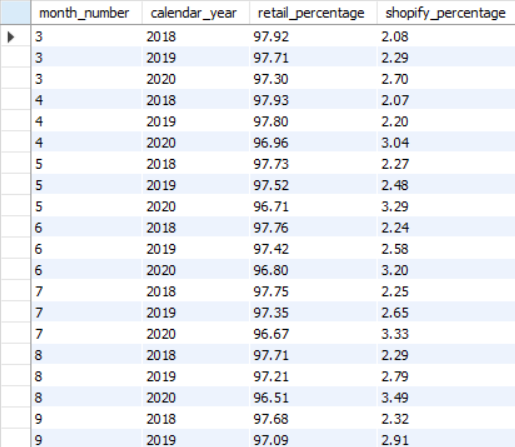 month_number calendar_year retail_percentage shopify_percentage
3 2018 97.92 2.08
3 2019 97.71 2.29
3 2020 97.30 2.70
4 2018 97.93 2.07
4 2019 97.80 2.20
4 2020 96.96 3.04
5 2018 97.73 2.27
5 2019 97.52 2.48
5 2020 96.71 3.29
6 2018 97.76 2.24
6 2019 97.42 2.58
6 2020 96.80 3.20
7 2018 97.75 2.25
7 2019 97.35 2.65
7 2020 96.67 3.33
8 2018 97.71 2.29
8 2019 97.21 2.79
8 2020 96.51 3.49
9 2018 97.68 2.32
9 2019 97.09 2.91